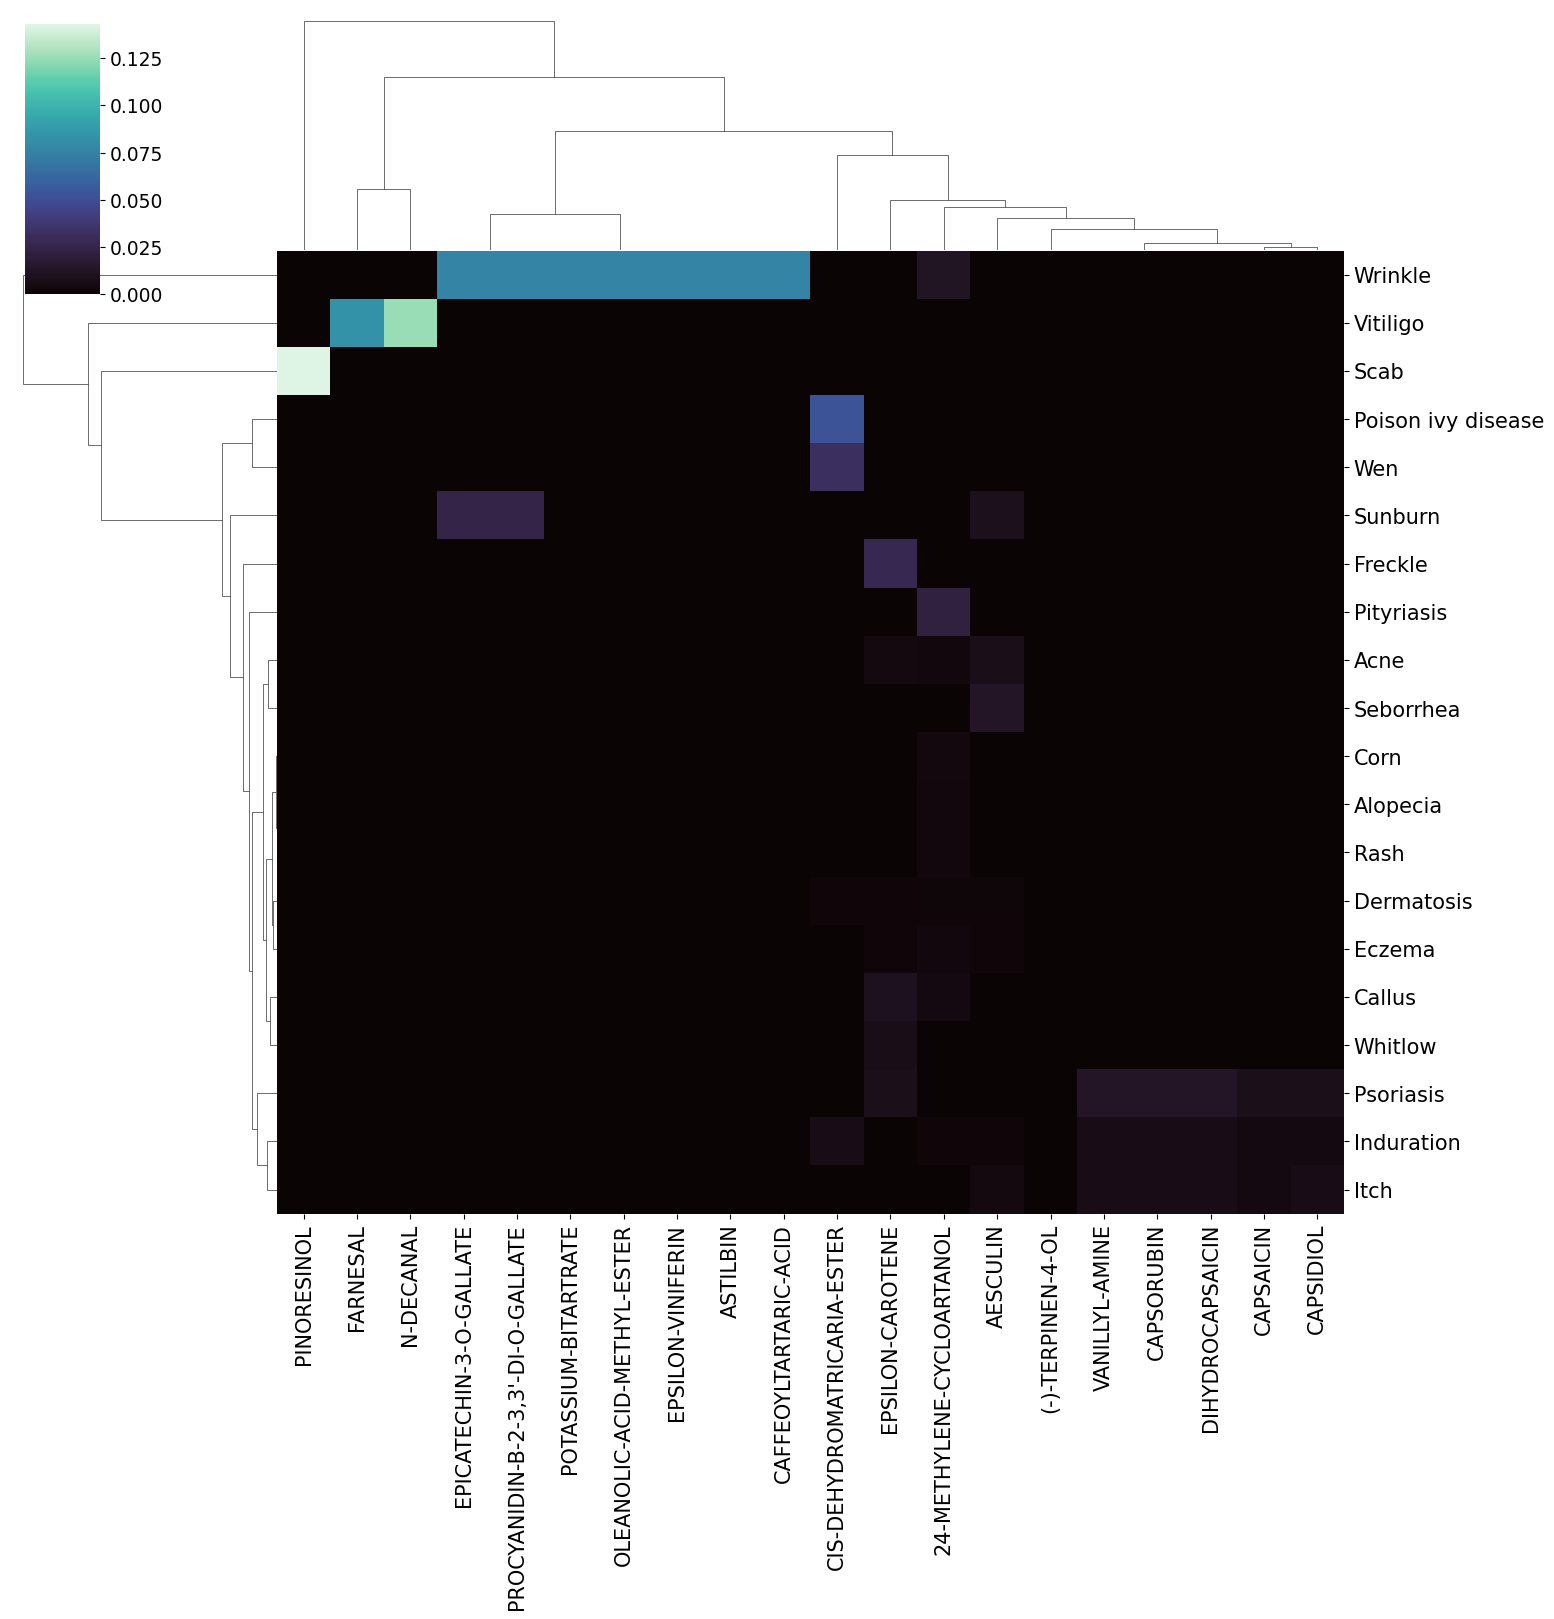 0.125
0.100
0.075
0.050
0.025
0.000
Wrinkle
Vitiligo
Scab
Poison ivy disease
Wen
Sunburn
Freckle
Pityriasis
Acne
Seborrhea
Corn
Alopecia
Rash
Dermatosis
Eczema
Callus
Whitlow
Psoriasis
Induration
Itch
PINORESINOL
FARNESAL
N-DECANAL
EPICATECHIN-3-O-GALLATE
PROCYANIDIN-B-2-3,3'-DI-O-GALLATE
POTASSIUM-BITARTRATE
OLEANOLIC-ACID-METHYL-ESTER
EPSILON-VINIFERIN
ASTILBIN
CAFFEOYLTARTARIC-ACID
CIS-DEHYDROMATRICARIA-ESTER
EPSILON-CAROTENE
24-METHYLENE-CYCLOARTANOL
AESCULIN
(-)-TERPINEN-4-OL
VANILLYL-AMINE
CAPSORUBIN
DIHYDROCAPSAICIN
CAPSAICIN
CAPSIDIOL